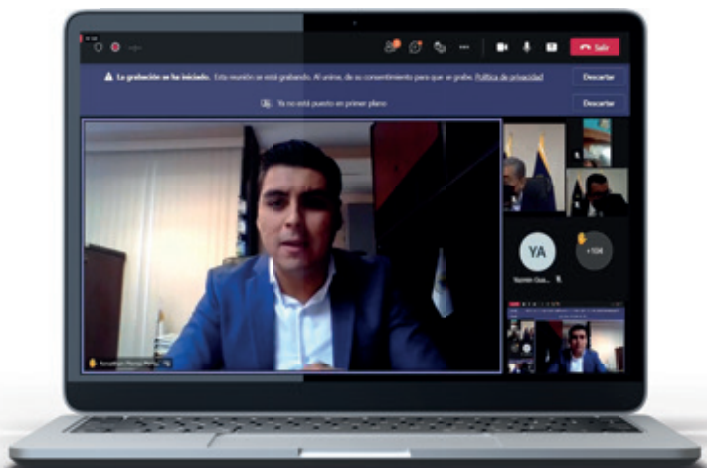 Salir
La grabación se ha iniciado. Esta reunión se está grabando. Al unirse, da su consentimiento para que se grabe. Política de privacidad
Descartar
Ya no está puesto en primer plano
Descartar
YA
+104
Yazmin